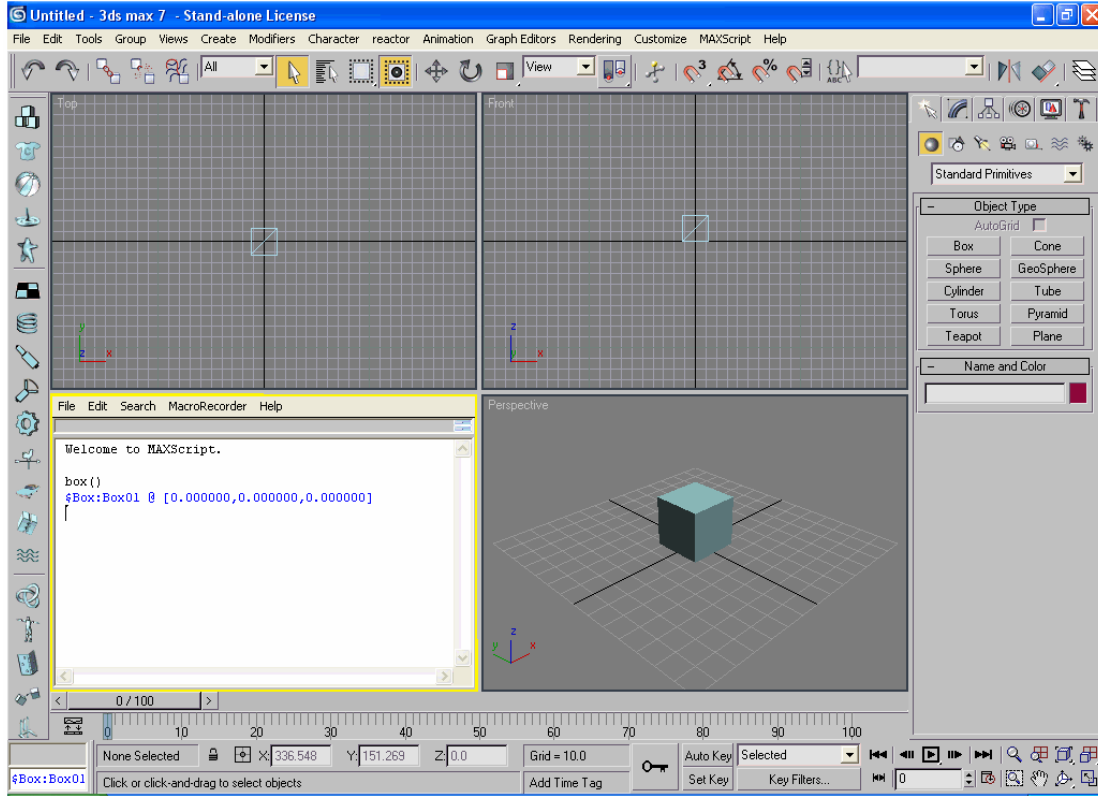 Untitled - 3ds max 7 - Stand-alone License
File Edit Tools Group Views Create Modifiers Character reactor Animation Graph Editors Rendering Customize MAXScript Help
All
View
3
%
ABC
Top
Front
Standard Primitives
- Object Type
AutoGrid
Box Cone
Sphere GeoSphere
Cylinder Tube
Torus Pyramid
Teapot Plane
- Name and Color
y
z x
z
y x
File Edit Search MacroRecorder Help
Welcome to MAXScript.
box()
$Box:Box01 @ [0.000000,0.000000,0.000000]
Perspective
z
y x
< 0 / 100 >
0 10 20 30 40 50 60 70 80 90 100
None Selected X: 336.548 Y: 151.269 Z: 0.0 Grid = 10.0 Auto Key Selected
$Box:Box01 Click or click-and-drag to select objects Add Time Tag Set Key Key Filters... 0